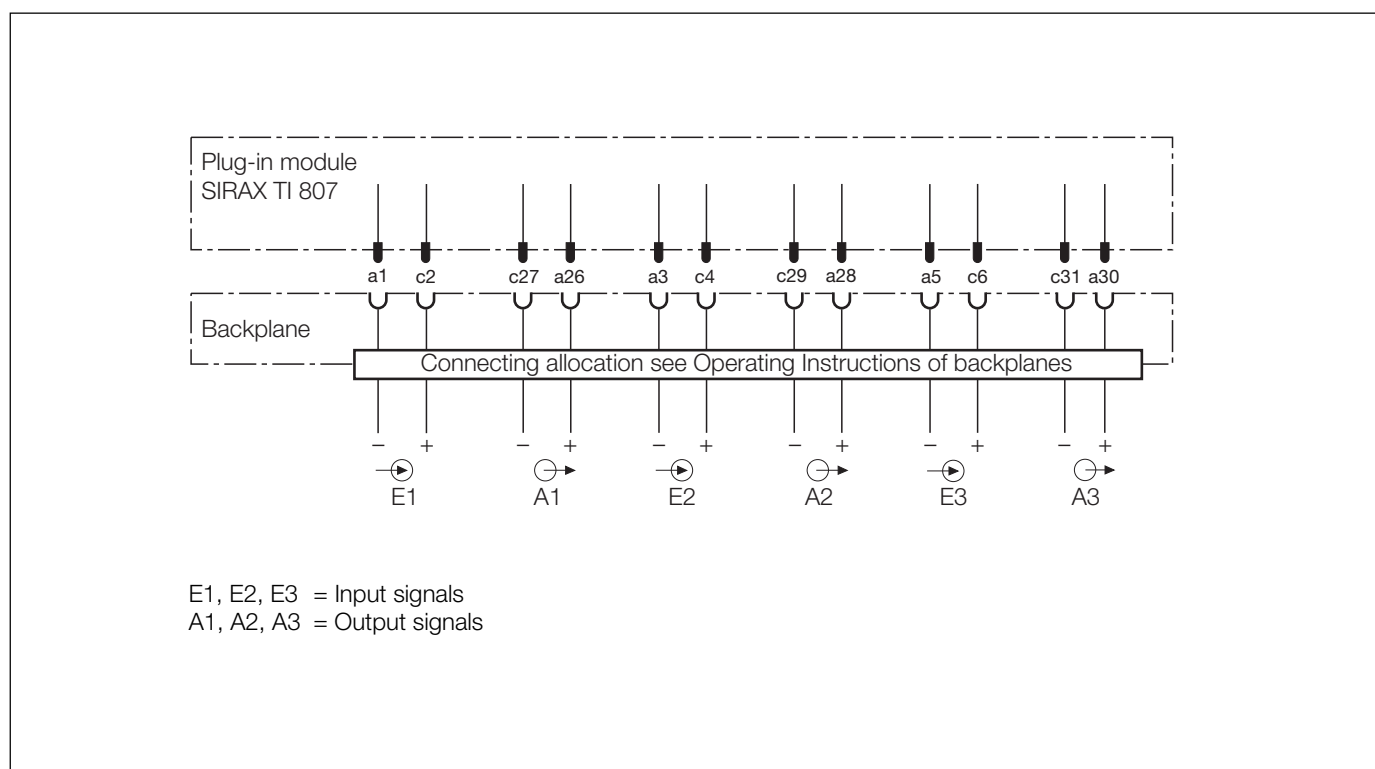 Plug-in module
SIRAX TI 807
a1 c2 c27 a26 a3 c4 c29 a28 a5 c6 c31 a30
Backplane
Connecting allocation see Operating Instructions of backplanes
– + – + – + – + – + – +
E1 A1 E2 A2 E3 A3
E1, E2, E3 = Input signals
A1, A2, A3 = Output signals